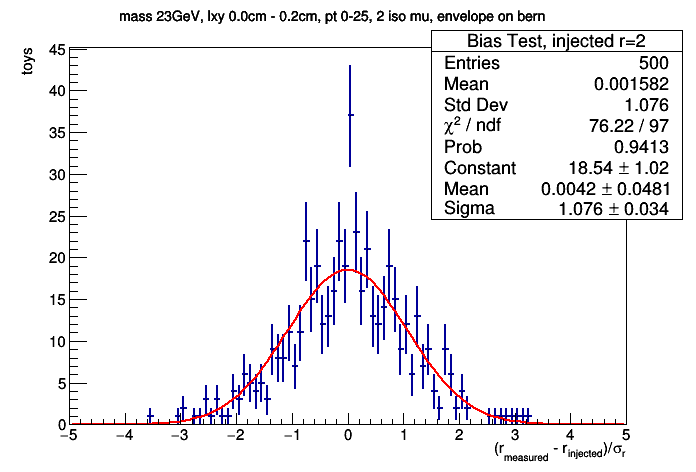 mass 23GeV, lxy 0.0cm - 0.2cm, pt 0-25, 2 iso mu, envelope on bern
Bias Test, injected r=2
Entries 500
Mean 0.001582
Std Dev 1.076
χ² / ndf 76.22 / 97
Prob 0.9413
Constant 18.54 ± 1.02
Mean 0.0042 ± 0.0481
Sigma 1.076 ± 0.034
toys
45
40
35
30
25
20
15
10
5
0
−5 −4 −3 −2 −1 0 1 2 3 4 5
(r_measured - r_injected)/σ_r